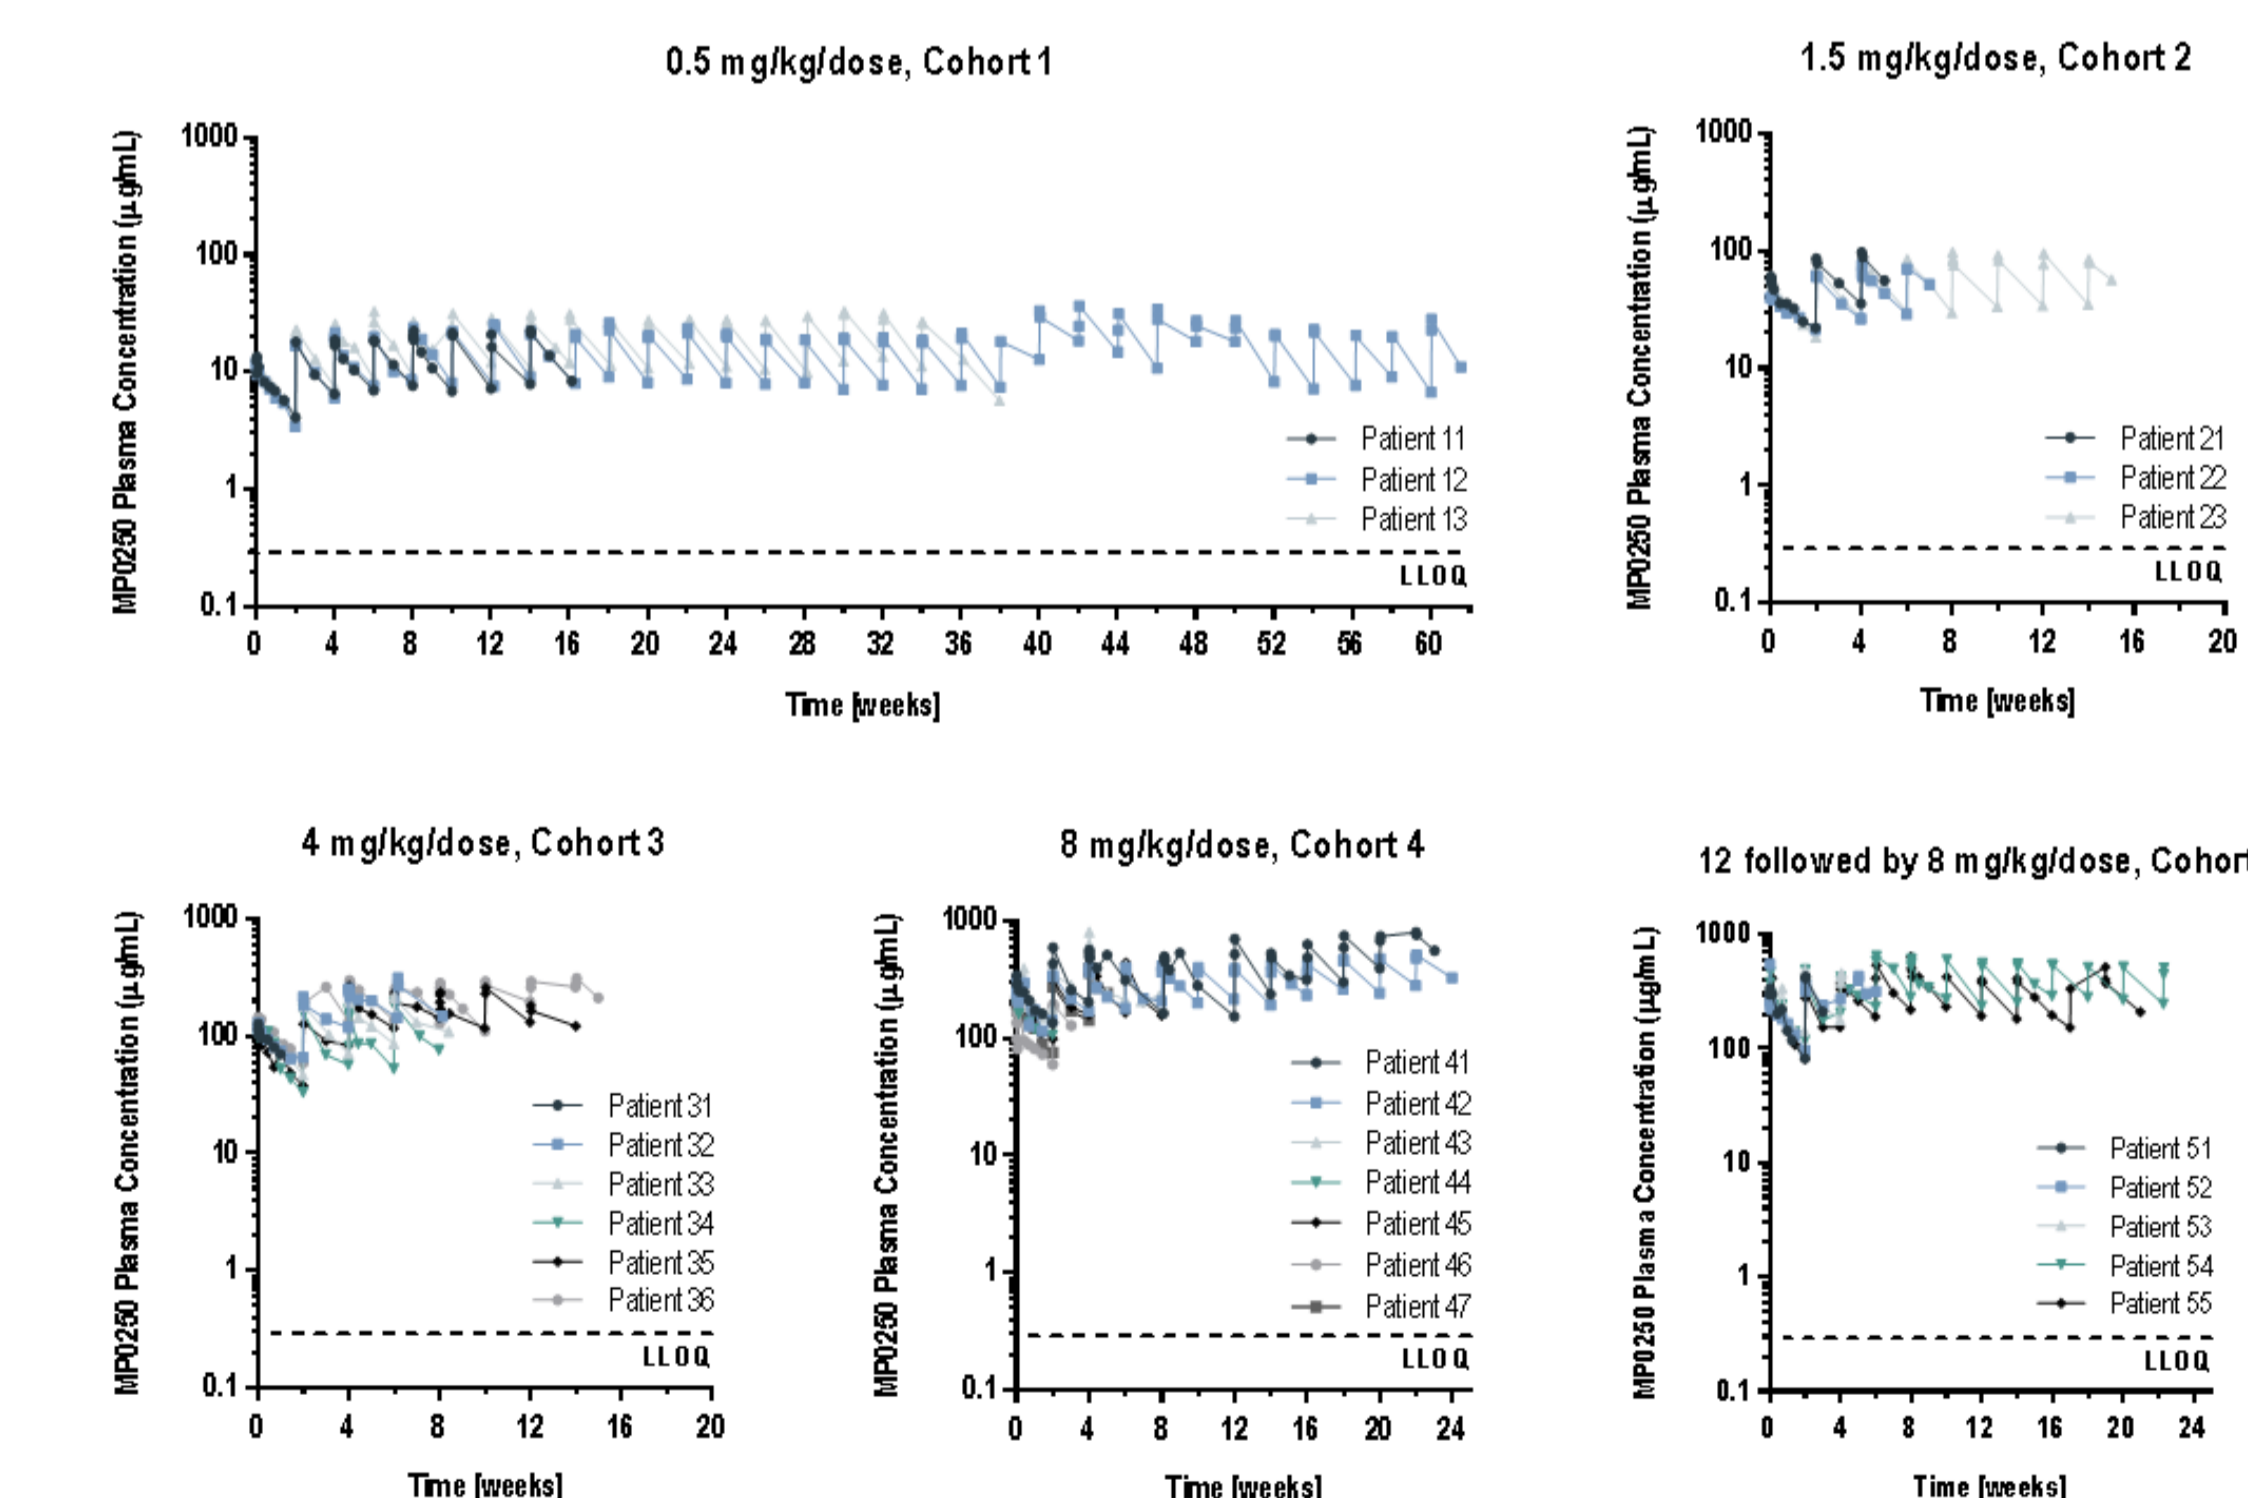 0.5 mg/kg/dose, Cohort 1
MP0250 Plasma Concentration (µg/mL)
1000
100
10
1
0.1
Patient 11
Patient 12
Patient 13
LLOQ
0 4 8 12 16 20 24 28 32 36 40 44 48 52 56 60
Time [weeks]
1.5 mg/kg/dose, Cohort 2
MP0250 Plasma Concentration (µg/mL)
1000
100
10
1
0.1
Patient 21
Patient 22
Patient 23
LLOQ
0 4 8 12 16 20
Time [weeks]
4 mg/kg/dose, Cohort 3
MP0250 Plasma Concentration (µg/mL)
1000
100
10
1
0.1
Patient 31
Patient 32
Patient 33
Patient 34
Patient 35
Patient 36
LLOQ
0 4 8 12 16 20
Time [weeks]
8 mg/kg/dose, Cohort 4
MP0250 Plasma Concentration (µg/mL)
1000
100
10
1
0.1
Patient 41
Patient 42
Patient 43
Patient 44
Patient 45
Patient 46
Patient 47
LLOQ
0 4 8 12 16 20 24
Time [weeks]
12 followed by 8 mg/kg/dose, Cohort
MP0250 Plasma Concentration (µg/mL)
1000
100
10
1
0.1
Patient 51
Patient 52
Patient 53
Patient 54
Patient 55
LLOQ
0 4 8 12 16 20 24
Time [weeks]